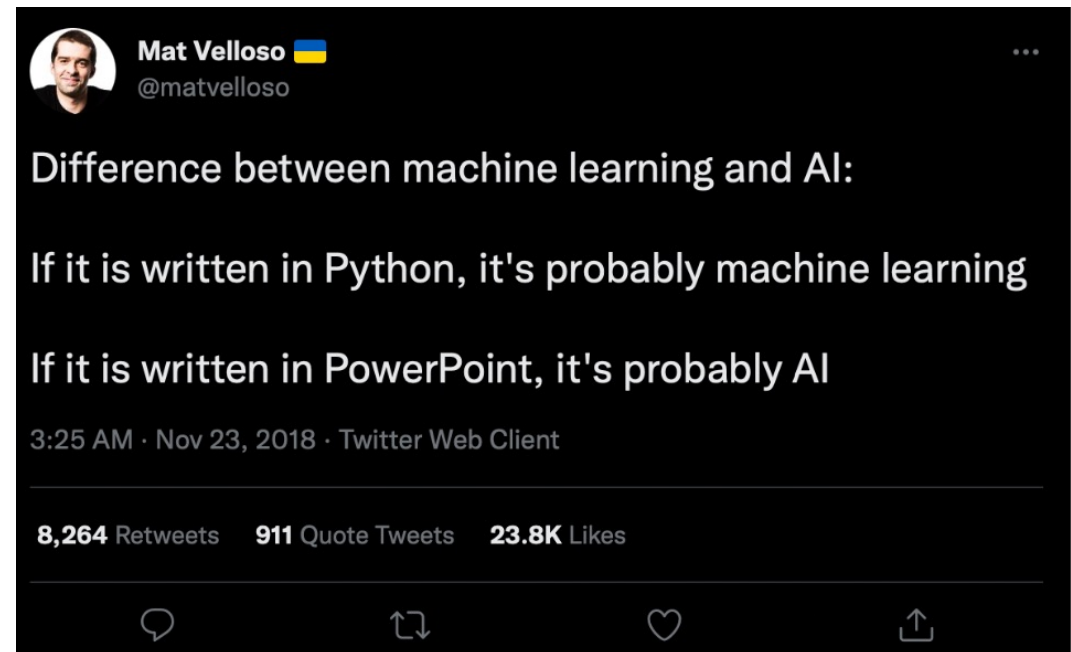 Mat Velloso 🇺🇦
@matvelloso
Difference between machine learning and AI:
If it is written in Python, it's probably machine learning
If it is written in PowerPoint, it's probably AI
3:25 AM · Nov 23, 2018 · Twitter Web Client
8,264 Retweets 911 Quote Tweets 23.8K Likes